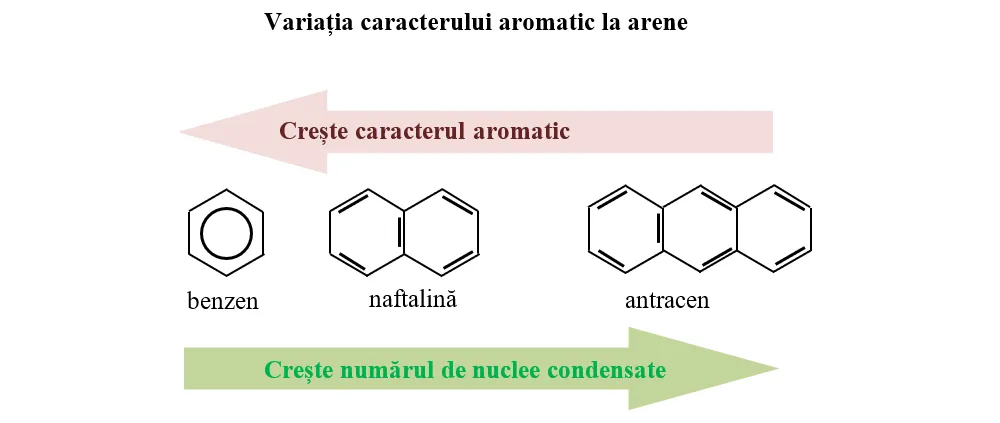 Variația caracterului aromatic la arene
Crește caracterul aromatic
benzen
naftalină
antracen
Crește numărul de nuclee condensate